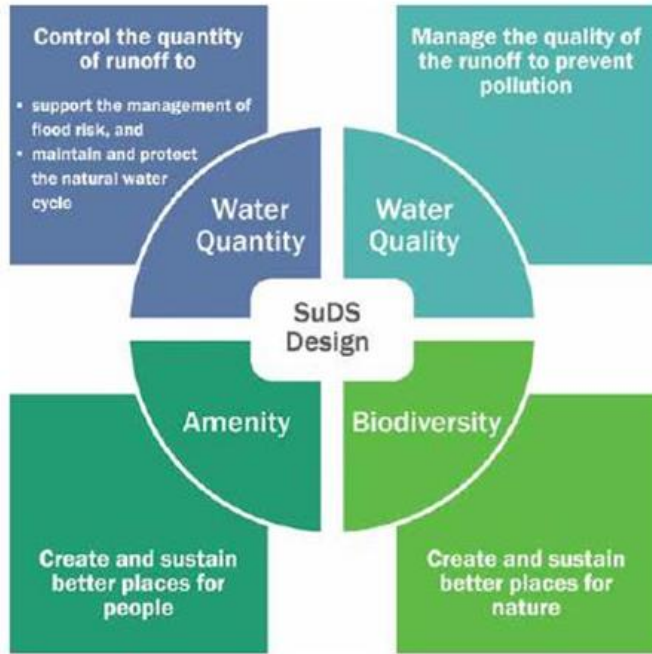 Control the quantity
of runoff to
• support the management of
flood risk, and
• maintain and protect
the natural water
cycle
Manage the quality of
the runoff to prevent
pollution
Water
Quantity
Water
Quality
SuDS
Design
Amenity
Biodiversity
Create and sustain
better places for
people
Create and sustain
better places for
nature